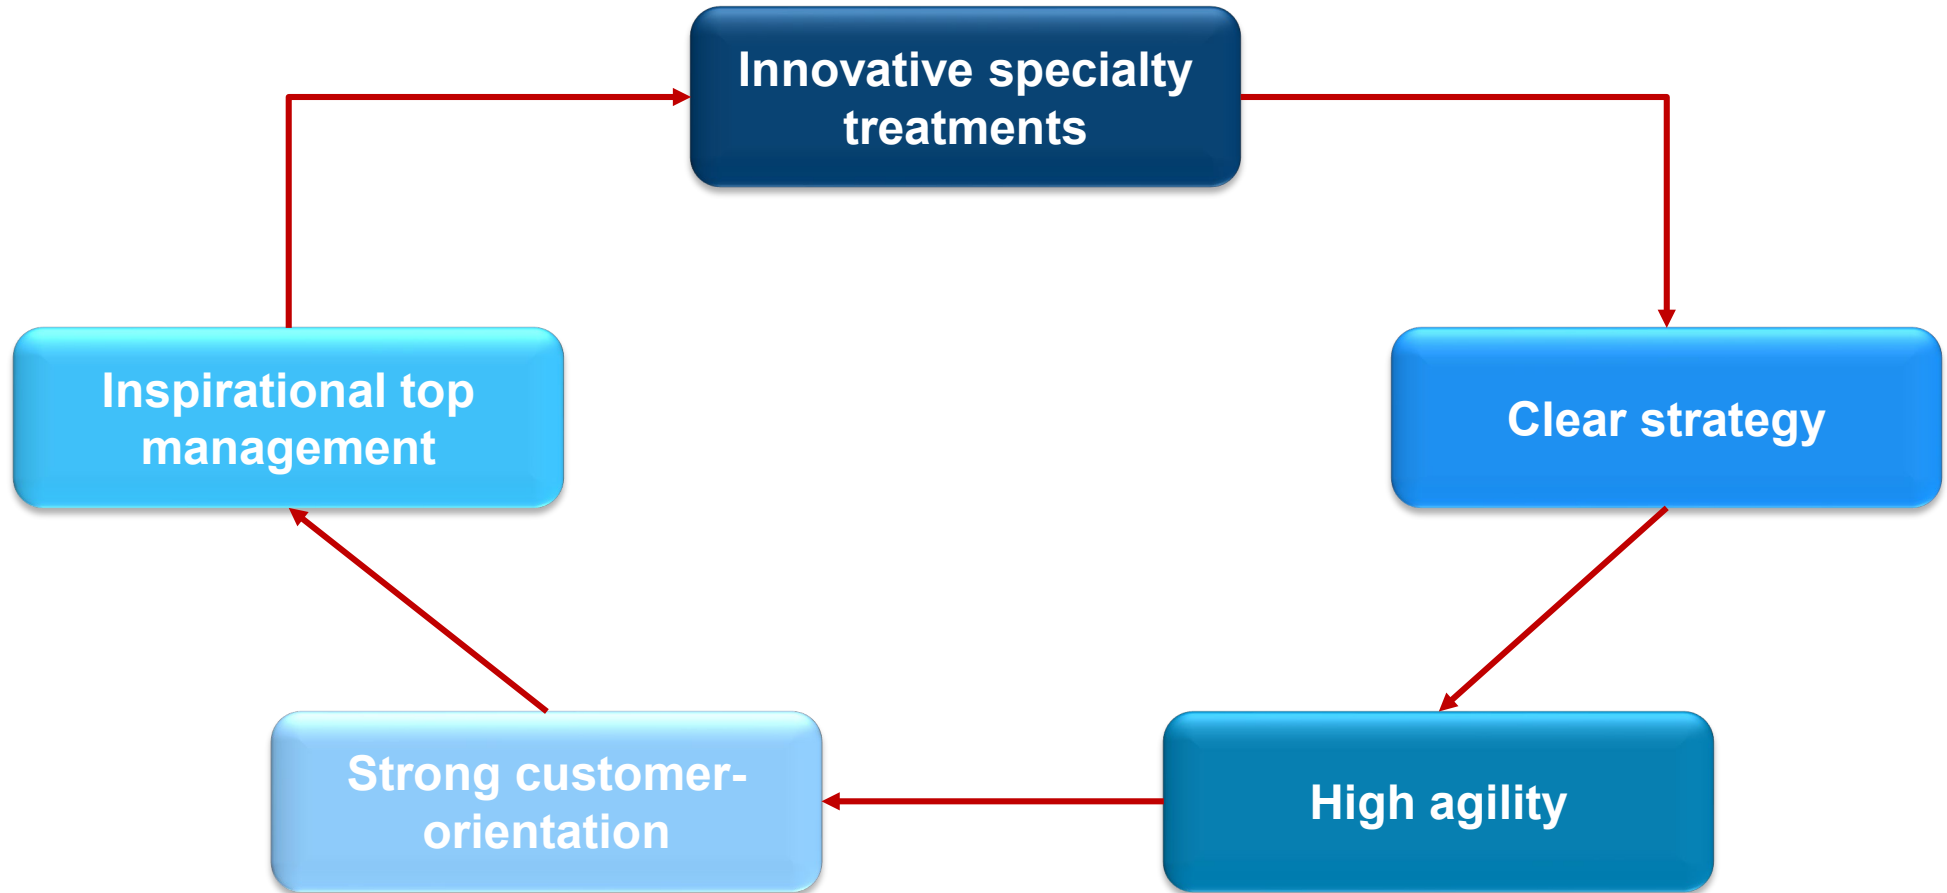 Innovative specialty
treatments
Inspirational top
management
Clear strategy
Strong customer-
orientation
High agility